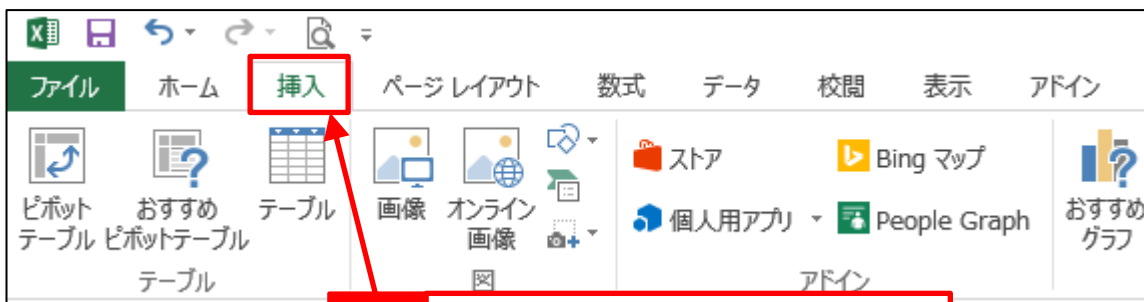 ファイル ホーム 挿入 ページ レイアウト 数式 データ 校閲 表示 アドイン
ピボット
テーブル
おすすめ
ピボットテーブル
テーブル
画像
オンライン
画像
ストア
Bing マップ
個人用アプリ
People Graph
おすすめ
グラフ
テーブル
図
アドイン